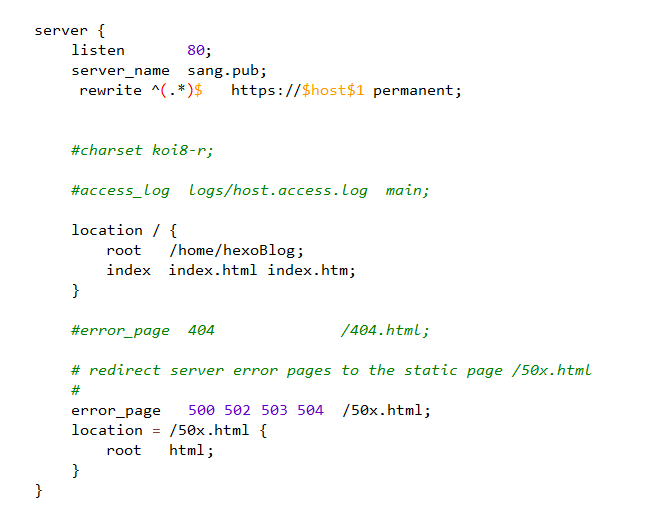 server {
    listen       80;
    server_name  sang.pub;
     rewrite ^(.*)$   https://$host$1 permanent;
    #charset koi8-r;
    #access_log  logs/host.access.log  main;
    location / {
        root   /home/hexoBlog;
        index  index.html index.htm;
    }
    #error_page  404              /404.html;
    # redirect server error pages to the static page /50x.html
    #
    error_page   500 502 503 504  /50x.html;
    location = /50x.html {
        root   html;
    }
}